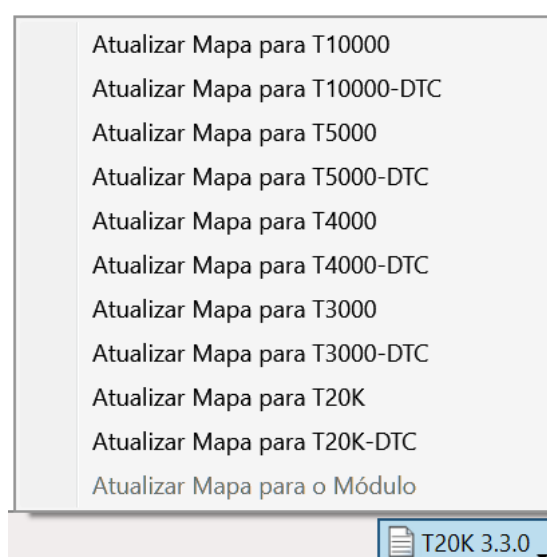 Atualizar Mapa para T10000
Atualizar Mapa para T10000-DTC
Atualizar Mapa para T5000
Atualizar Mapa para T5000-DTC
Atualizar Mapa para T4000
Atualizar Mapa para T4000-DTC
Atualizar Mapa para T3000
Atualizar Mapa para T3000-DTC
Atualizar Mapa para T20K
Atualizar Mapa para T20K-DTC
Atualizar Mapa para o Módulo
T20K 3.3.0